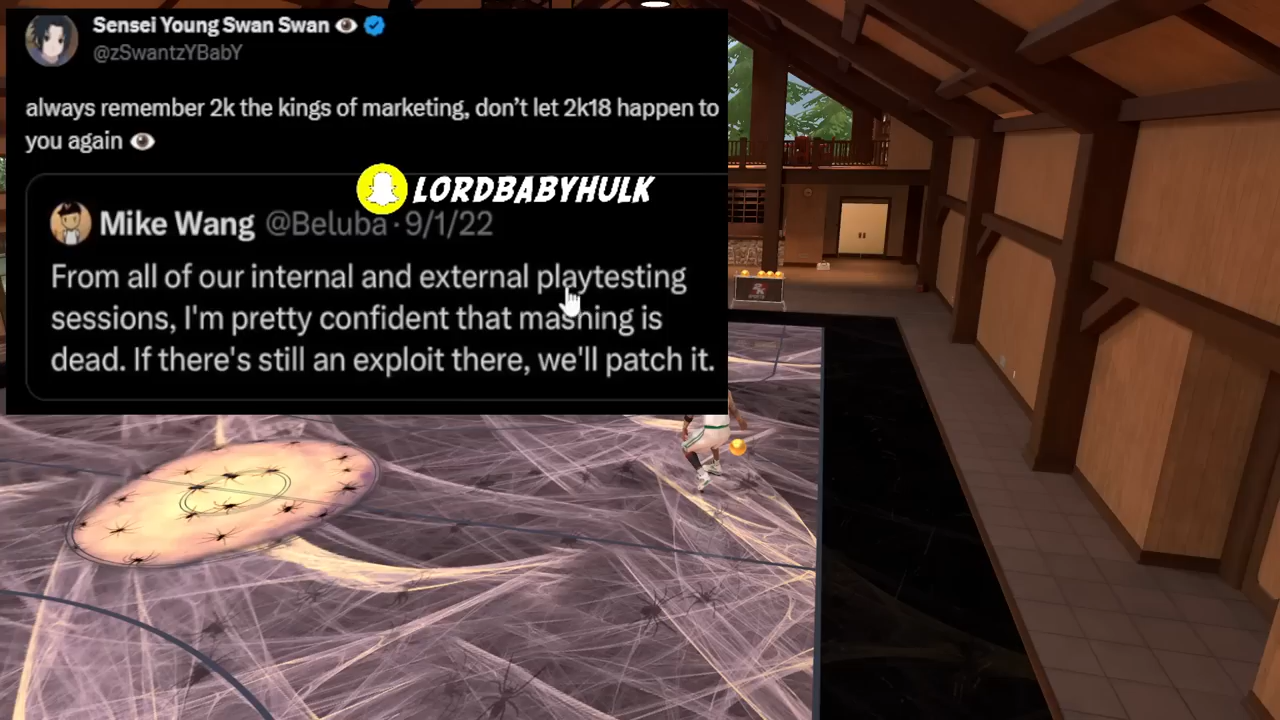 Sensei Young Swan Swan 👁
@zSwantzYBabY
always remember 2k the kings of marketing, don’t let 2k18 happen to
you again 👁
LORDBABYHULK
Mike Wang @Beluba · 9/1/22
From all of our internal and external playtesting
sessions, I'm pretty confident that mashing is
dead. If there's still an exploit there, we'll patch it.
2K